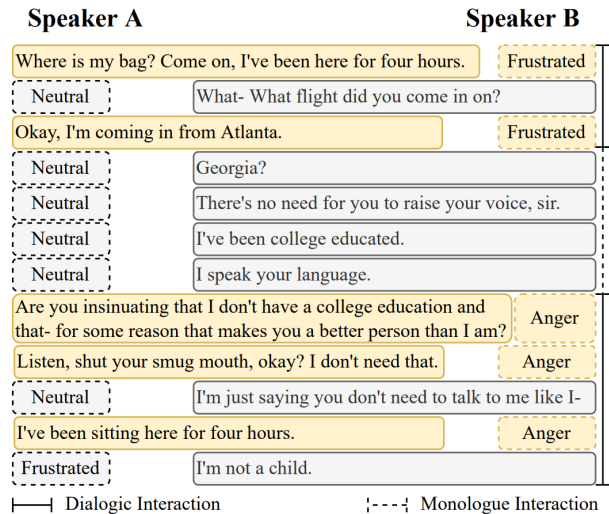 Speaker A Speaker B
Where is my bag? Come on, I've been here for four hours. Frustrated
Neutral What- What flight did you come in on?
Okay, I'm coming in from Atlanta. Frustrated
Neutral Georgia?
Neutral There's no need for you to raise your voice, sir.
Neutral I've been college educated.
Neutral I speak your language.
Are you insinuating that I don't have a college education and
that- for some reason that makes you a better person than I am? Anger
Listen, shut your smug mouth, okay? I don't need that. Anger
Neutral I'm just saying you don't need to talk to me like I-
I've been sitting here for four hours. Anger
Frustrated I'm not a child.
Dialogic Interaction Monologue Interaction